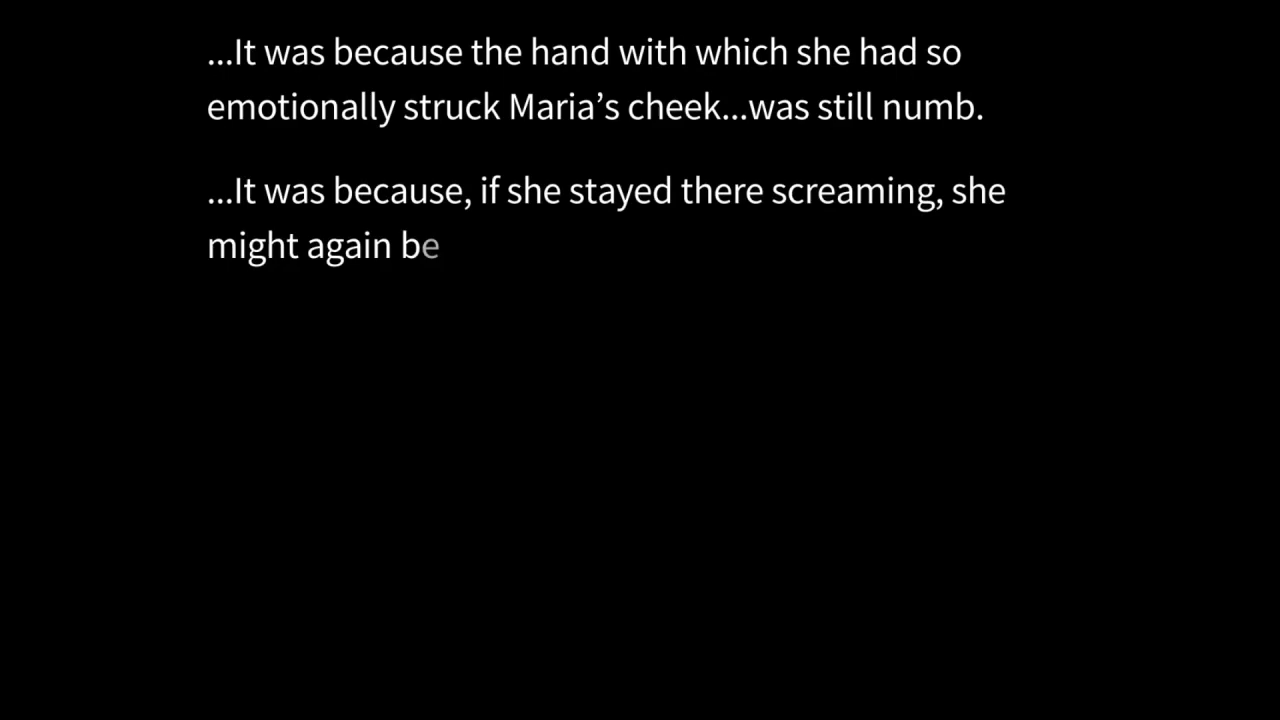 ...It was because the hand with which she had so
emotionally struck Maria’s cheek...was still numb.
...It was because, if she stayed there screaming, she
might again be